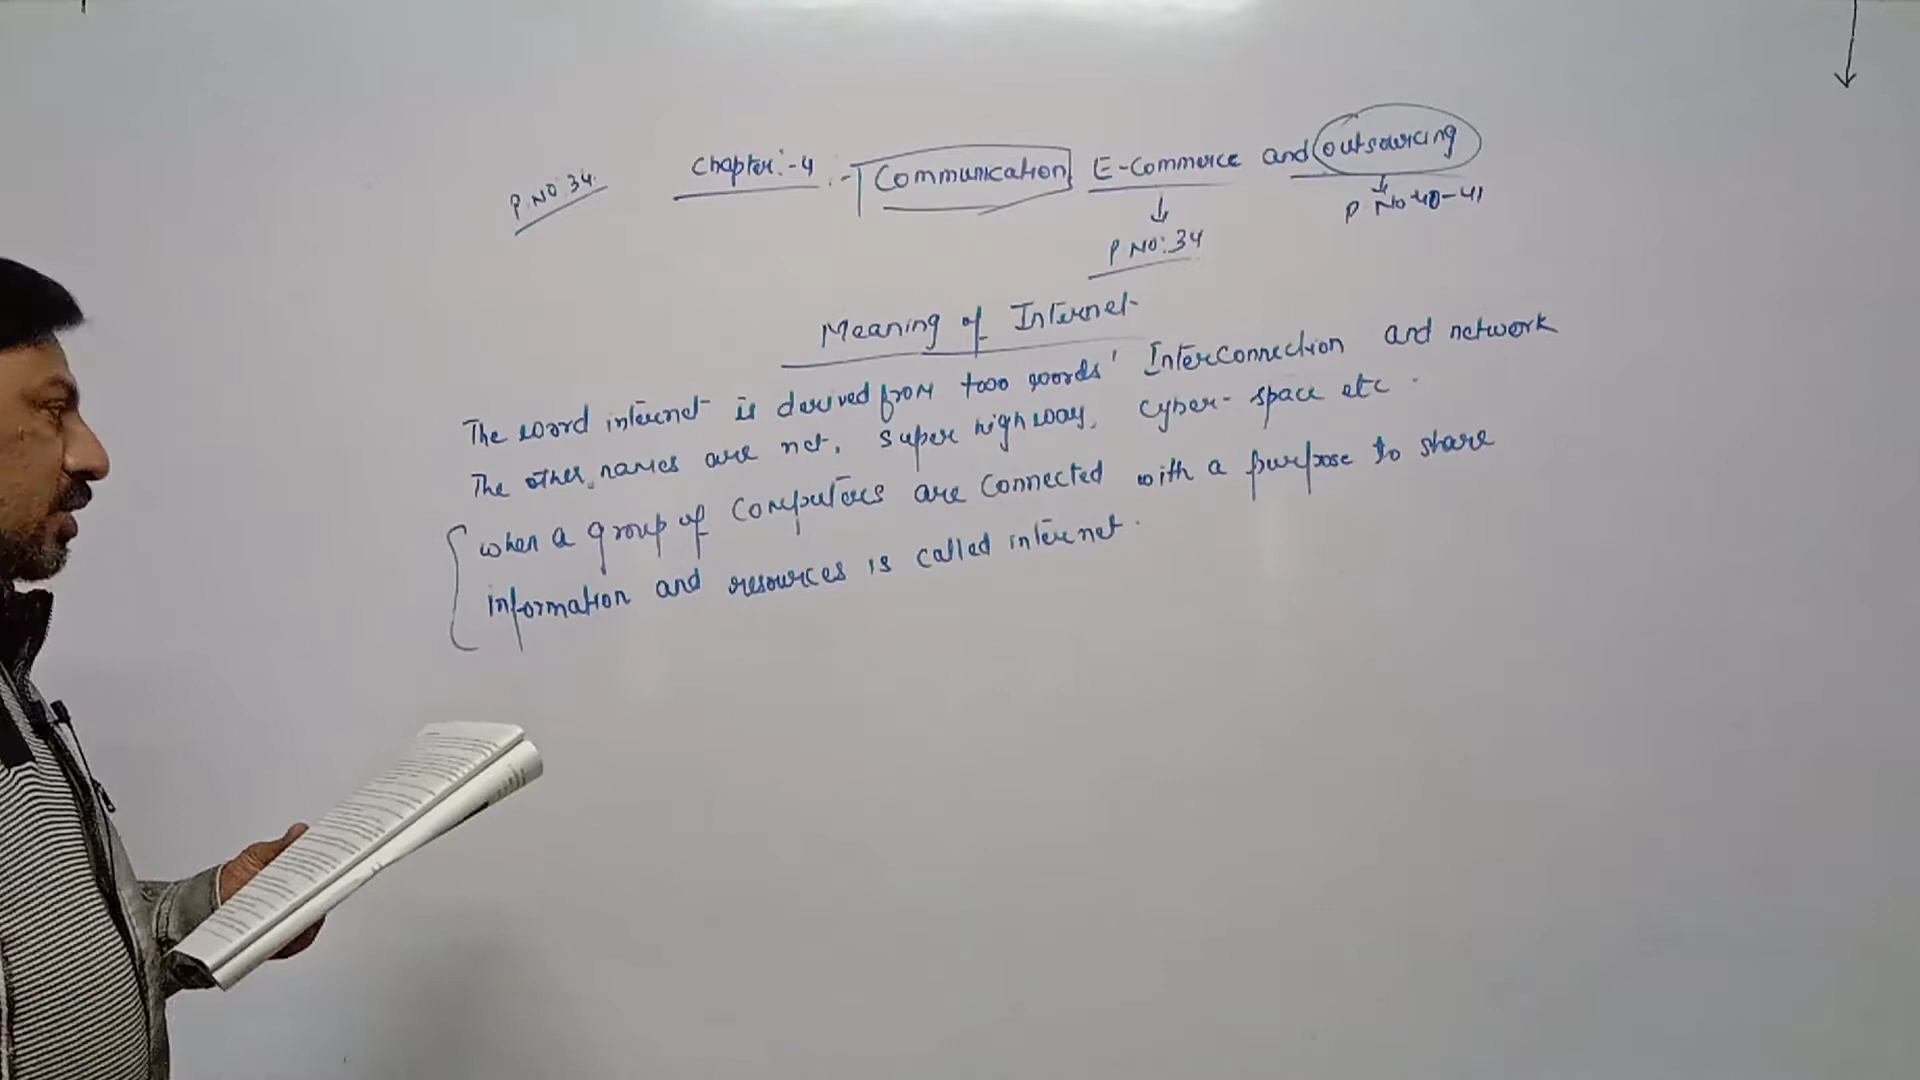 P.NO:34.
Chapter:-4 :- Communication E-Commerce and outsourcing
P No 40-41
P NO:34
Meaning of Internet
The word internet is derived from two words' Interconnection and network
The other names are net, super highway, cyber-space etc.
when a group of computers are connected with a purpose to share
information and resources is called internet.